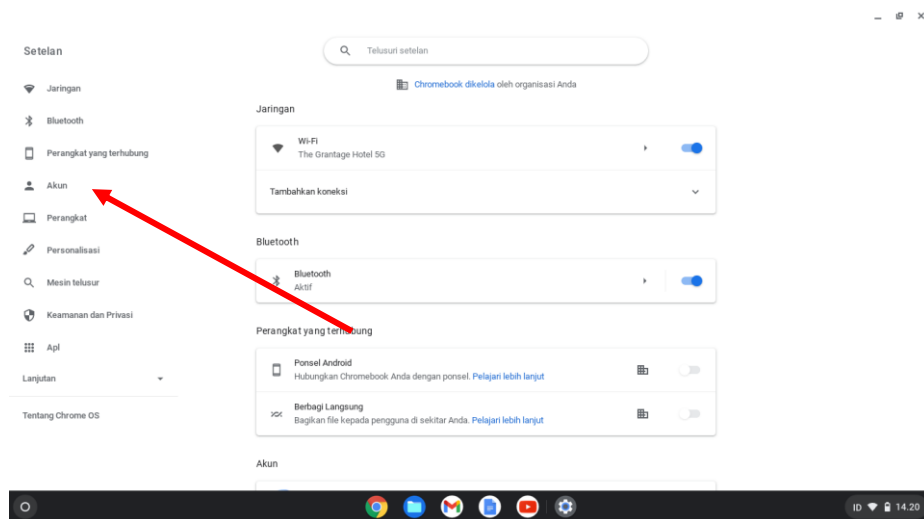 Setelan
Telusuri setelan
Jaringan
Bluetooth
Perangkat yang terhubung
Akun
Perangkat
Personalisasi
Mesin telusur
Keamanan dan Privasi
Apl
Lanjutan
Tentang Chrome OS
Chromebook dikelola oleh organisasi Anda
Jaringan
Wi-Fi
The Grantage Hotel 5G
Tambahkan koneksi
Bluetooth
Bluetooth
Aktif
Perangkat yang terhubung
Ponsel Android
Hubungkan Chromebook Anda dengan ponsel. Pelajari lebih lanjut
Berbagi Langsung
Bagikan file kepada pengguna di sekitar Anda. Pelajari lebih lanjut
Akun
ID 14.20